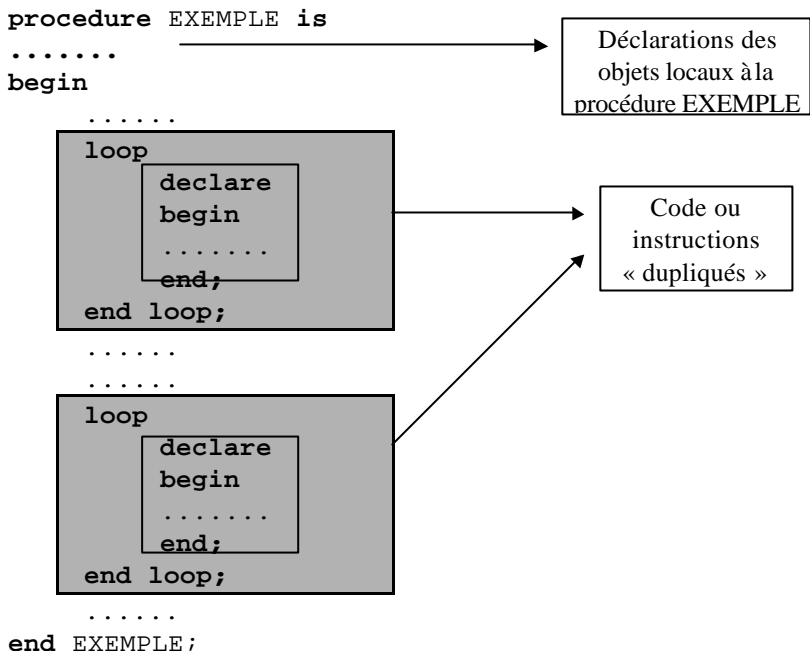 procedure EXEMPLE is
.......
begin
......
loop
declare
begin
.......
end;
end loop;
......
......
loop
declare
begin
.......
end;
end loop;
......
end EXEMPLE;
Déclarations des
objets locaux à la
procédure EXEMPLE
Code ou
instructions
« dupliqués »